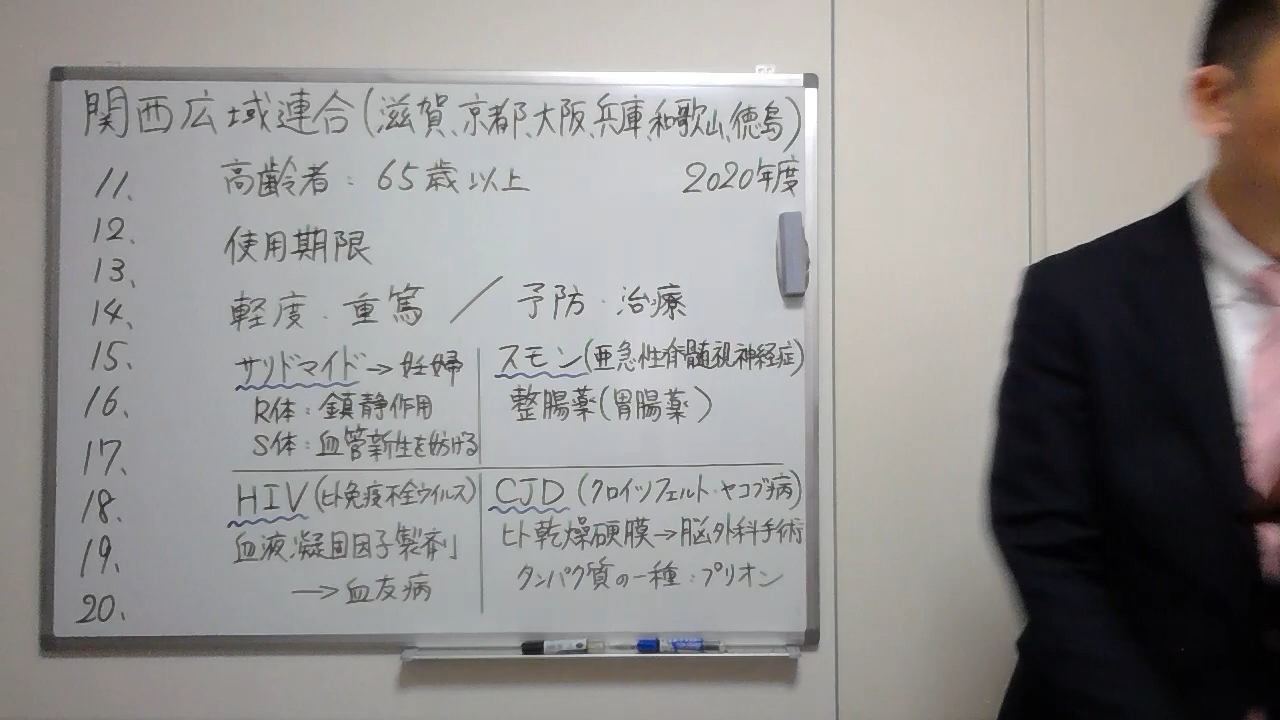 関西広域連合(滋賀、京都、大阪、兵庫、和歌山、徳島)
11. 高齢者: 65歳以上 2020年度
12.
使用期限
13.
14. 軽度・重篤 / 予防・治療
15. サリドマイド→妊婦
R体: 鎮静作用
S体: 血管新生を妨げる
スモン(亜急性脊髄視神経症)
整腸薬(胃腸薬)
16.
17.
18. HIV(ヒト免疫不全ウイルス)
血液凝固因子製剤
→血友病
CJD(クロイツフェルト・ヤコブ病)
ヒト乾燥硬膜→脳外科手術
タンパク質の一種:プリオン
19.
20.